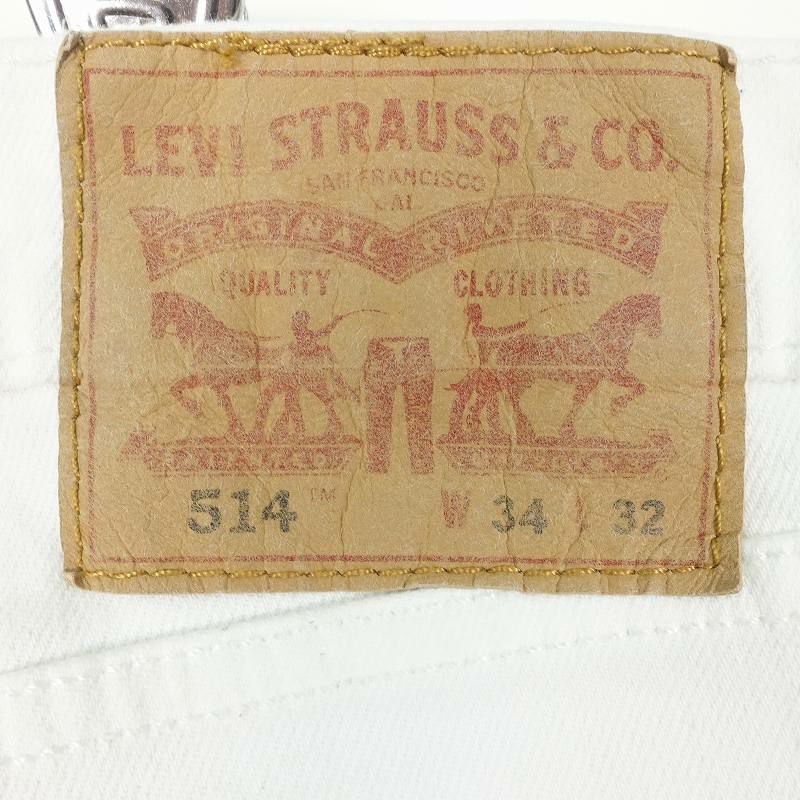 LEVI STRAUSS & CO.
SAN FRANCISCO
CAL
ORIGINAL RIVETED
QUALITY CLOTHING
514 ™ W 34 32